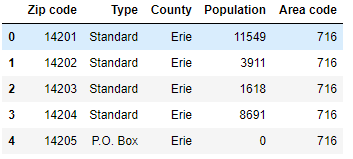 Zip code Type County Population Area code
0 14201 Standard Erie 11549 716
1 14202 Standard Erie 3911 716
2 14203 Standard Erie 1618 716
3 14204 Standard Erie 8691 716
4 14205 P.O. Box Erie 0 716